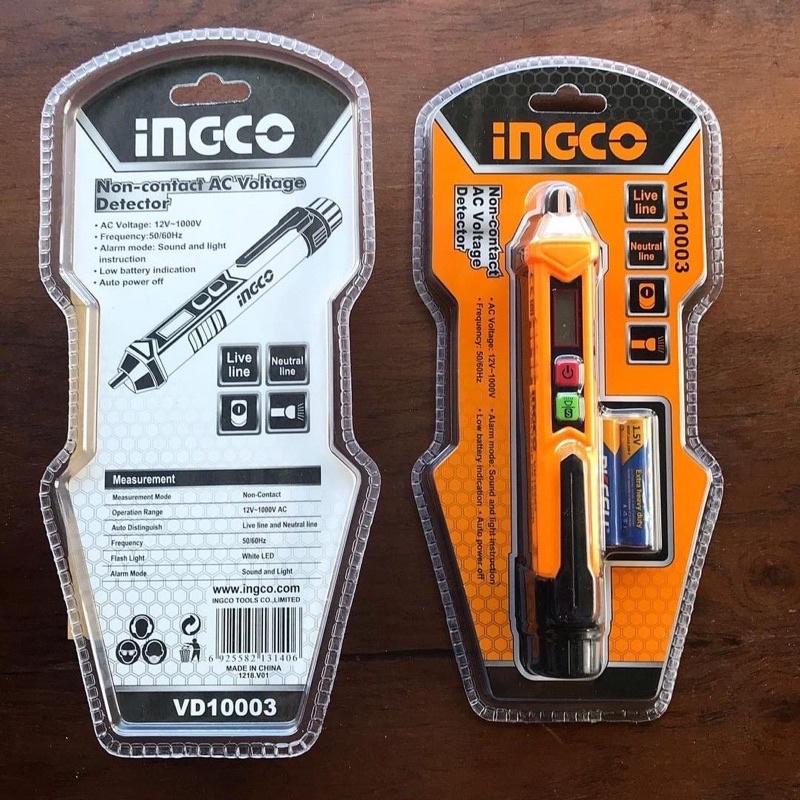 INGCO
Non-contact AC Voltage
Detector
• AC Voltage: 12V~1000V
• Frequency:50/60Hz
• Alarm mode: Sound and light
instruction
• Low battery indication
• Auto power off
INGCO
Live
line
Neutral
line
Measurement
Measurement Mode Non-Contact
Operation Range 12V~1000V AC
Auto Distinguish Live line and Neutral line
Frequency 50/60Hz
Flash Light White LED
Alarm Mode Sound and Light
www.ingco.com
INGCO TOOLS CO.,LIMITED
6 925582 131406
MADE IN CHINA
1218.V01
VD10003
INGCO
Non-contact
AC Voltage
Detector
VD10003
Live
line
Neutral
line
• AC Voltage: 12V~1000V
• Frequency: 50/60Hz
• Alarm mode: Sound and light instruction
• Low battery indication • Auto power off
1.5V
Extra heavy duty